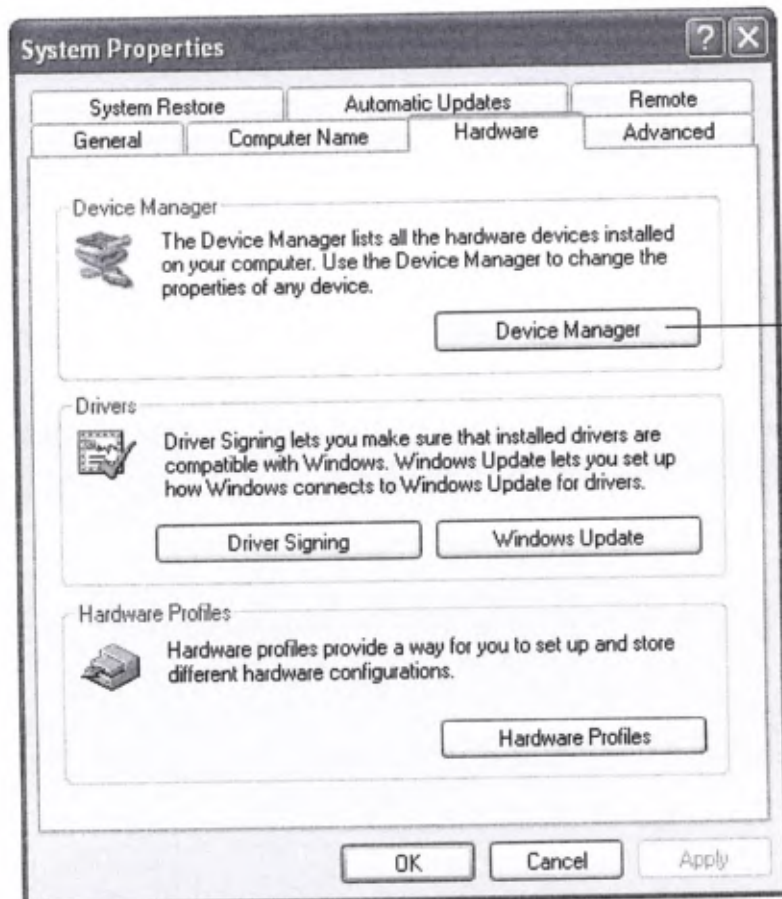 System Properties
System Restore Automatic Updates Remote
General Computer Name Hardware Advanced
Device Manager
The Device Manager lists all the hardware devices installed
on your computer. Use the Device Manager to change the
properties of any device.
Device Manager
Drivers
Driver Signing lets you make sure that installed drivers are
compatible with Windows. Windows Update lets you set up
how Windows connects to Windows Update for drivers.
Driver Signing Windows Update
Hardware Profiles
Hardware profiles provide a way for you to set up and store
different hardware configurations.
Hardware Profiles
OK Cancel Apply